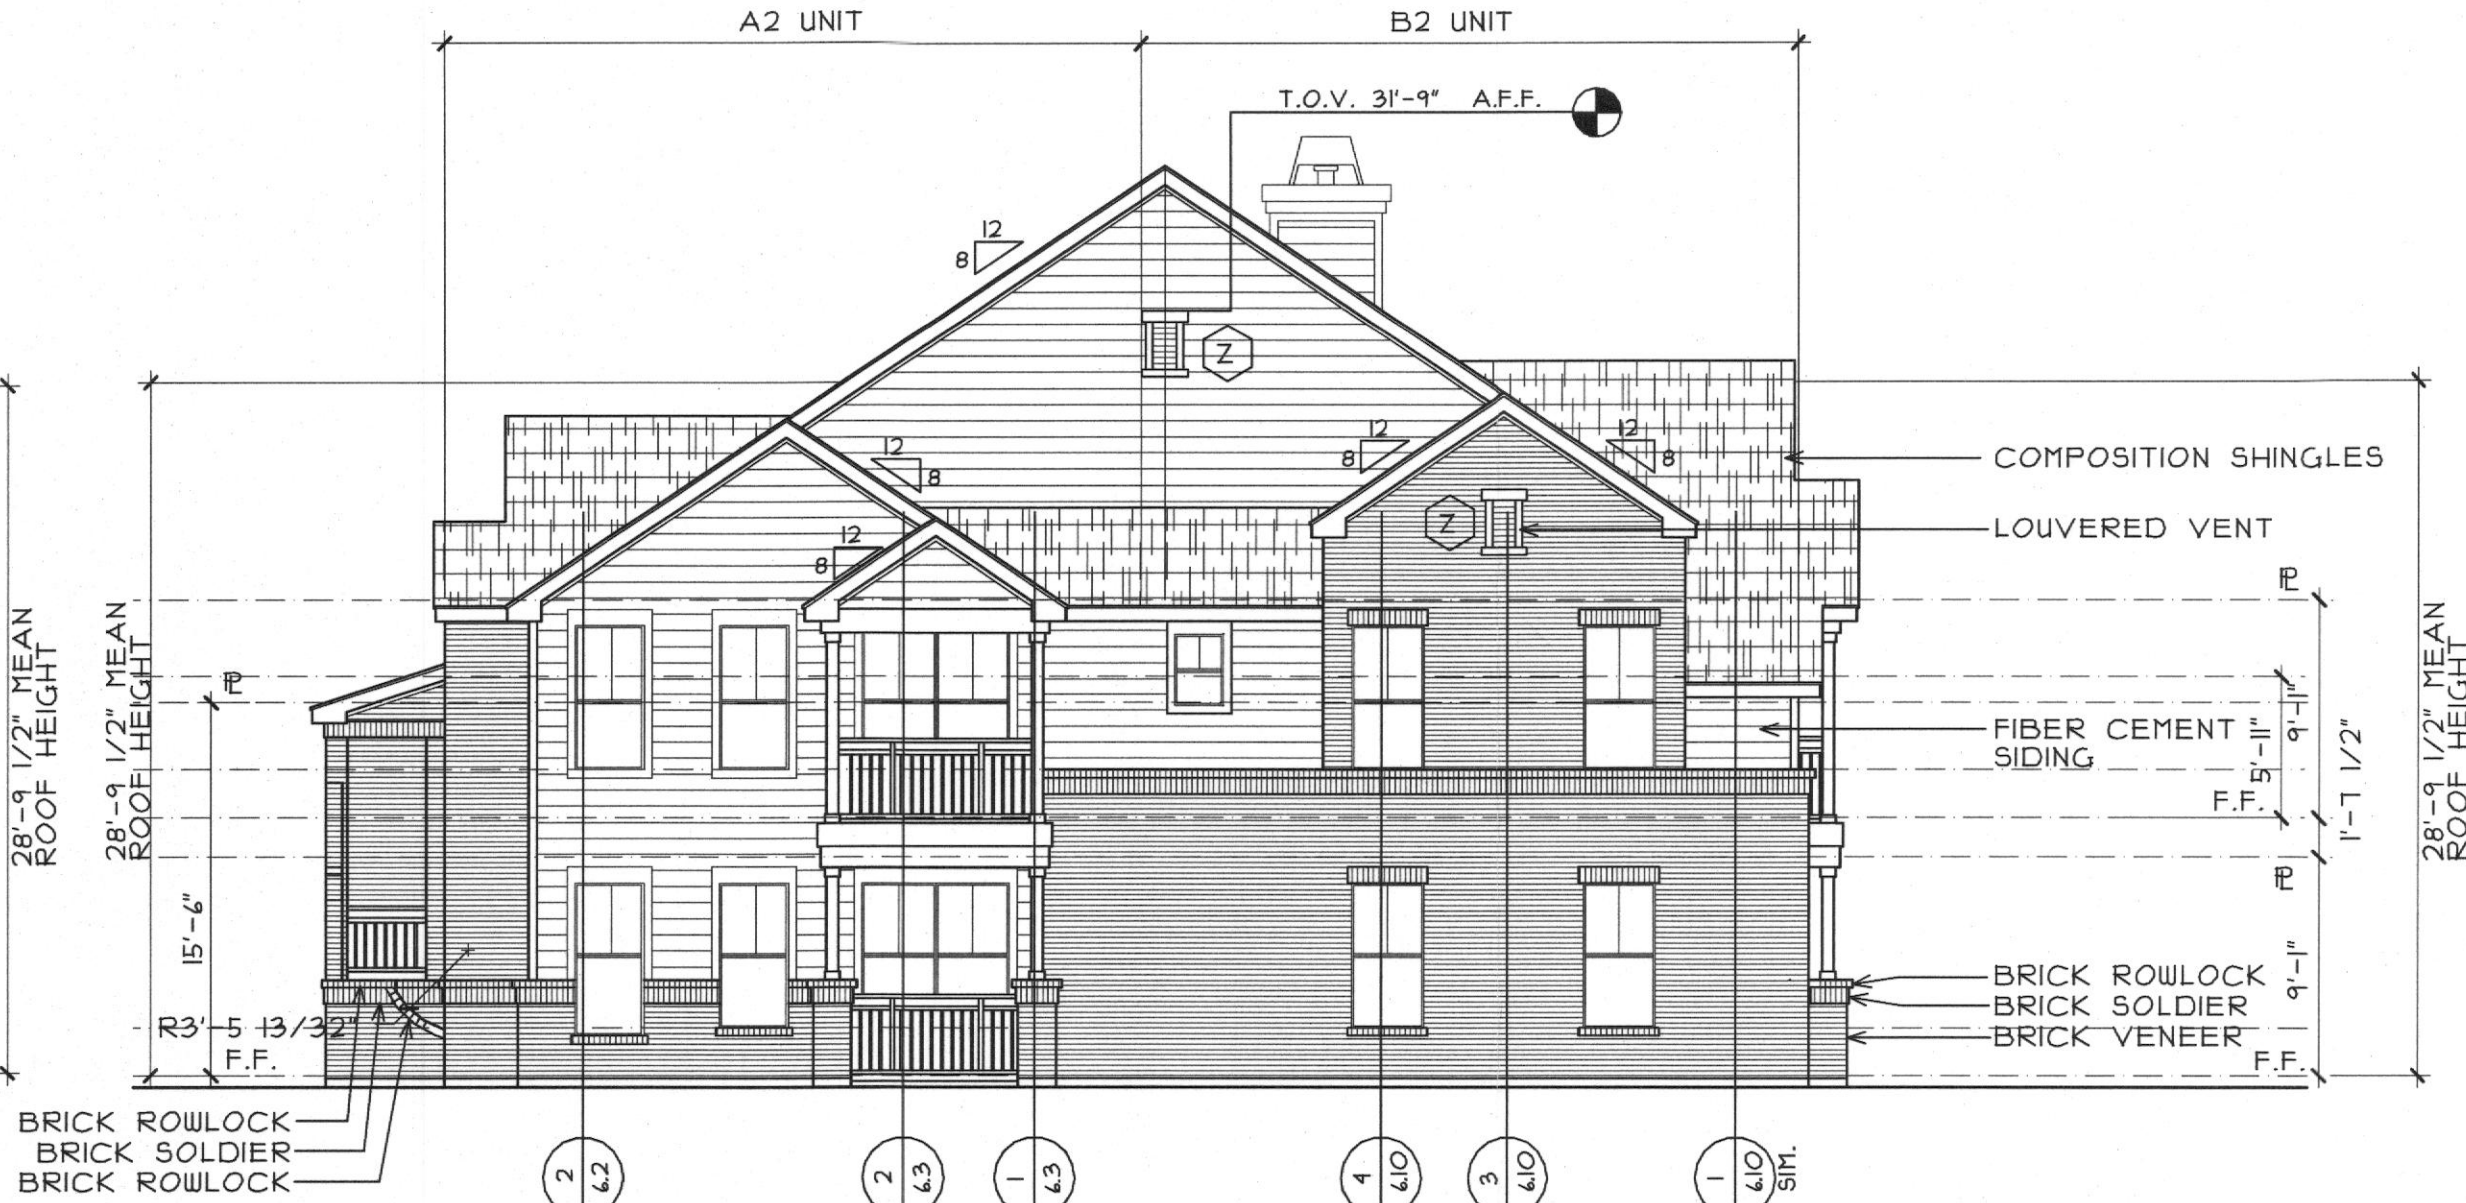 A2 UNIT
B2 UNIT
T.O.V. 31'-9" A.F.F.
12
8
Z
12
8
12
8
12
8
12
8
Z
COMPOSITION SHINGLES
LOUVERED VENT
FIBER CEMENT
SIDING
BRICK ROWLOCK
BRICK SOLDIER
BRICK VENEER
28'-9 1/2" MEAN
ROOF HEIGHT
28'-9 1/2" MEAN
ROOF HEIGHT
PL
15'-6"
R3'-5 13/32"
F.F.
PL
9'-11"
5'-11"
F.F.
1'-7 1/2"
PL
9'-1"
F.F.
28'-9 1/2" MEAN
ROOF HEIGHT
BRICK ROWLOCK
BRICK SOLDIER
BRICK ROWLOCK
2
6.2
2
6.3
1
6.3
4
6.10
3
6.10
1
6.10
SIM.